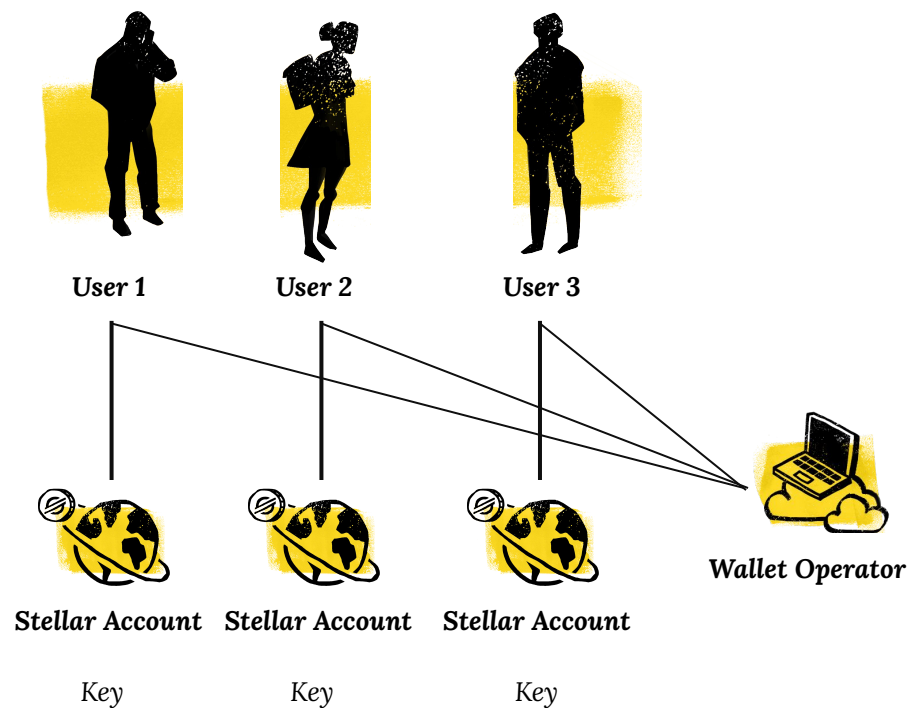 User 1
User 2
User 3
Wallet Operator
Stellar Account
Stellar Account
Stellar Account
Key
Key
Key